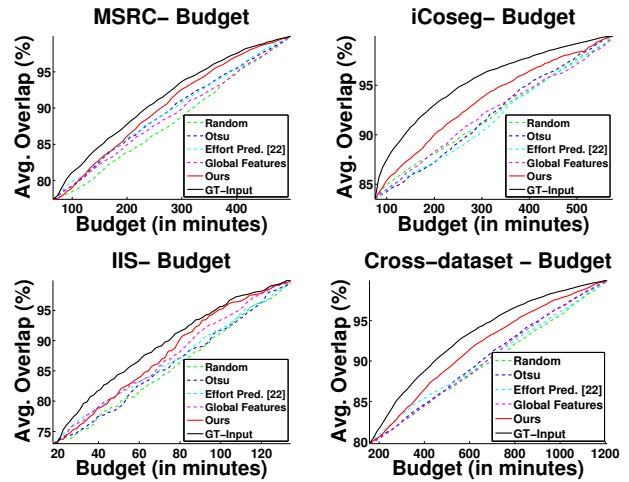 MSRC− Budget
Avg. Overlap (%)
95
90
85
80
Random
Otsu
Effort Pred. [22]
Global Features
Ours
GT−Input
100 200 300 400
Budget (in minutes)
iCoseg− Budget
Avg. Overlap (%)
95
90
85
Random
Otsu
Effort Pred. [22]
Global Features
Ours
GT−Input
100 200 300 400 500
Budget (in minutes)
IIS− Budget
Avg. Overlap (%)
95
90
85
80
75
Random
Otsu
Effort Pred. [22]
Global Features
Ours
GT−Input
20 40 60 80 100 120
Budget (in minutes)
Cross−dataset − Budget
Avg. Overlap (%)
95
90
85
80
Random
Otsu
Effort Pred. [22]
Global Features
Ours
GT−Input
200 400 600 800 1000 1200
Budget (in minutes)